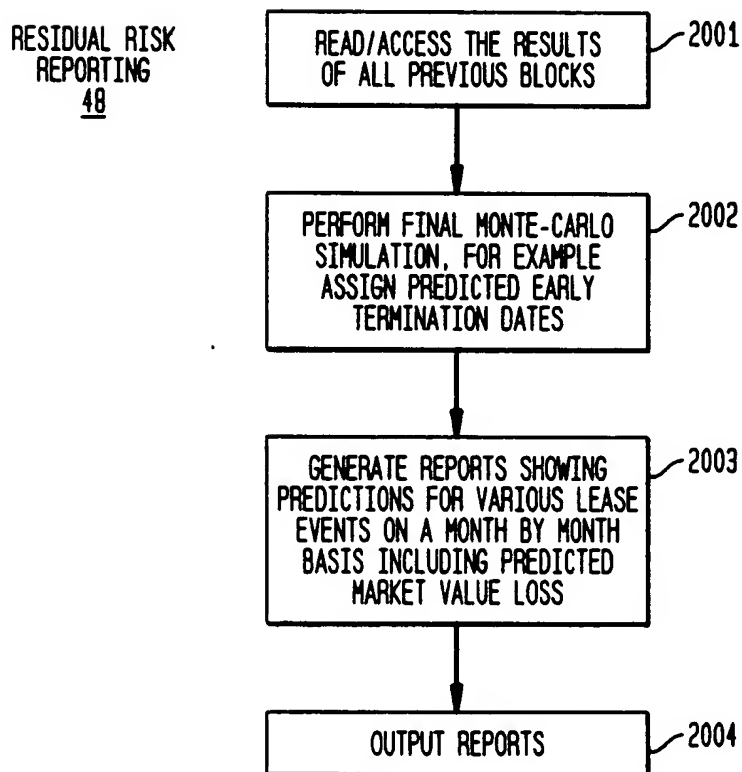 RESIDUAL RISK
REPORTING
48
READ/ACCESS THE RESULTS
OF ALL PREVIOUS BLOCKS
2001
PERFORM FINAL MONTE-CARLO
SIMULATION, FOR EXAMPLE
ASSIGN PREDICTED EARLY
TERMINATION DATES
2002
GENERATE REPORTS SHOWING
PREDICTIONS FOR VARIOUS LEASE
EVENTS ON A MONTH BY MONTH
BASIS INCLUDING PREDICTED
MARKET VALUE LOSS
2003
OUTPUT REPORTS
2004